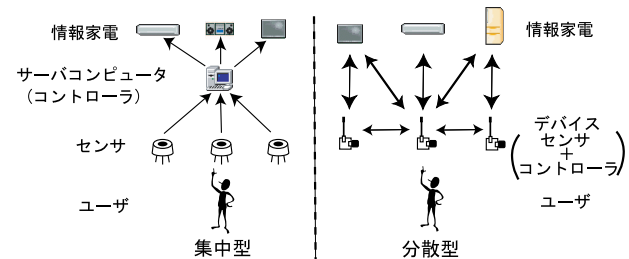 情報家電
サーバコンピュータ
(コントローラ)
センサ
ユーザ
集中型
情報家電
デバイス
センサ
+
コントローラ
ユーザ
分散型